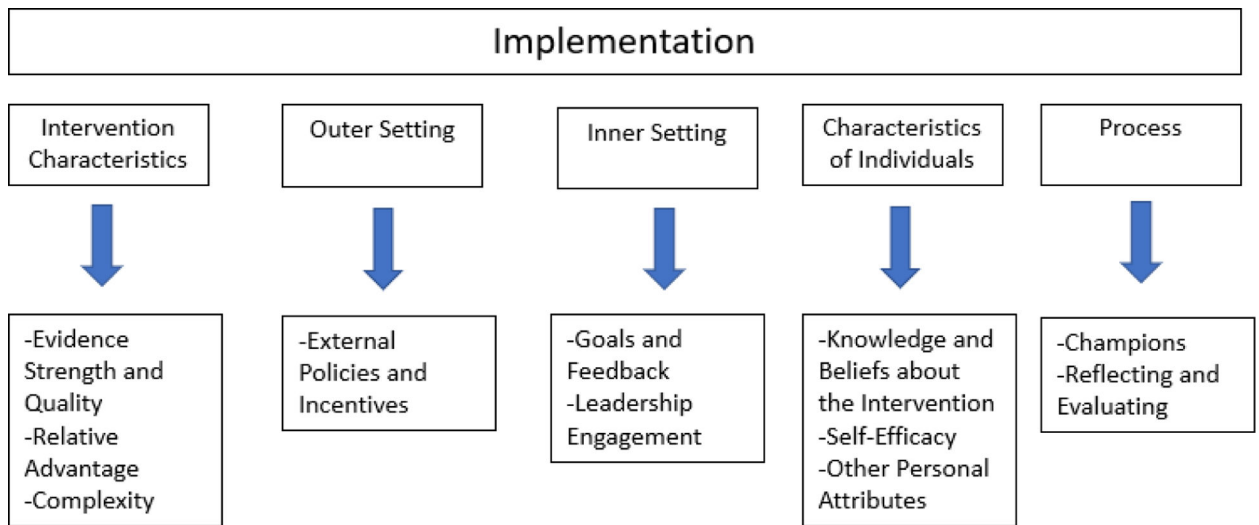 Implementation
Intervention
Characteristics
Outer Setting
Inner Setting
Characteristics
of Individuals
Process
-Evidence
Strength and
Quality
-Relative
Advantage
-Complexity
-External
Policies and
Incentives
-Goals and
Feedback
-Leadership
Engagement
-Knowledge and
Beliefs about
the Intervention
-Self-Efficacy
-Other Personal
Attributes
-Champions
-Reflecting and
Evaluating